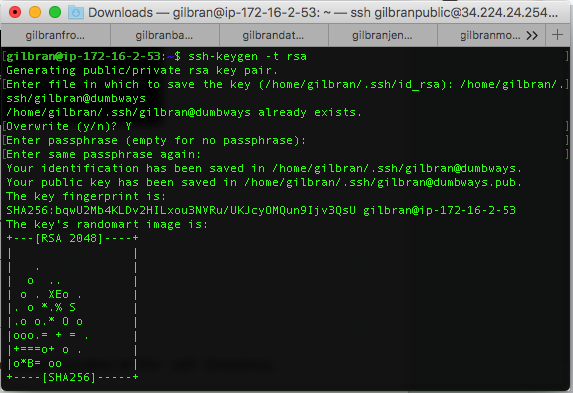 Downloads — gilbran@ip-172-16-2-53: ~ — ssh gilbranpublic@34.224.24.254...
gilbranfro... gilbranba... gilbrandat... gilbranjen... gilbranmo... >>
[gilbran@ip-172-16-2-53:~$ ssh-keygen -t rsa ]
Generating public/private rsa key pair.
[Enter file in which to save the key (/home/gilbran/.ssh/id_rsa): /home/gilbran/.]
ssh/gilbran@dumbways
/home/gilbran/.ssh/gilbran@dumbways already exists.
[Overwrite (y/n)? Y ]
[Enter passphrase (empty for no passphrase): ]
[Enter same passphrase again: ]
Your identification has been saved in /home/gilbran/.ssh/gilbran@dumbways.
Your public key has been saved in /home/gilbran/.ssh/gilbran@dumbways.pub.
The key fingerprint is:
SHA256:bqwU2Mb4KLDv2HILxou3NVRu/UKJcyOMQun9Ijv3QsU gilbran@ip-172-16-2-53
The key's randomart image is:
+---[RSA 2048]----+
|                 |
|   .             |
|  o  ..          |
| o . XEo .       |
|. o *.% S        |
|.o o.* O o       |
|ooo.= + = .      |
|+===o+ o .       |
|o*B= oo          |
+----[SHA256]-----+